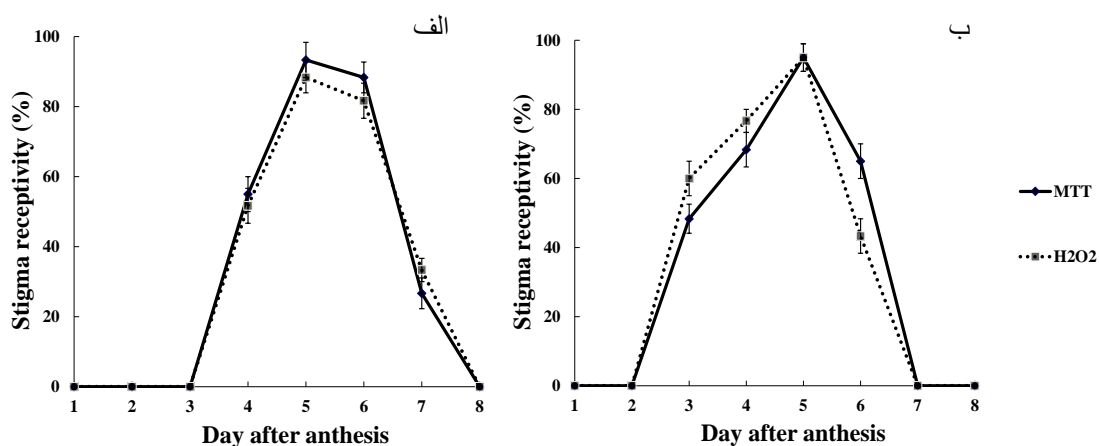 الف
Stigma receptivity (%)
100
80
60
40
20
0
1 2 3 4 5 6 7 8
Day after anthesis
ب
Stigma receptivity (%)
100
80
60
40
20
0
1 2 3 4 5 6 7 8
Day after anthesis
MTT
H2O2